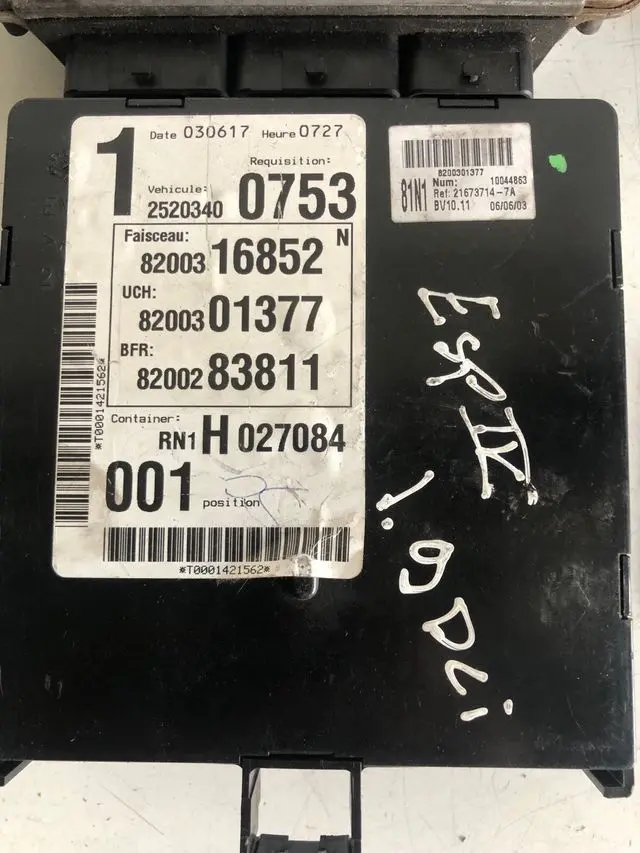 1 Date 030617 Heure 0727
Requisition:
Vehicule:
2520340 0753
Faisceau: N
82003 16852
UCH:
82003 01377
BFR:
82002 83811
Container:
RN1 H 027084
001 position
*T0001421562*
*T0001421562*
8200301377
81N1 Num: 10044863
Ref: 21673714-7A
BV10.11 06/06/03
ESP IV
1.9 DCi